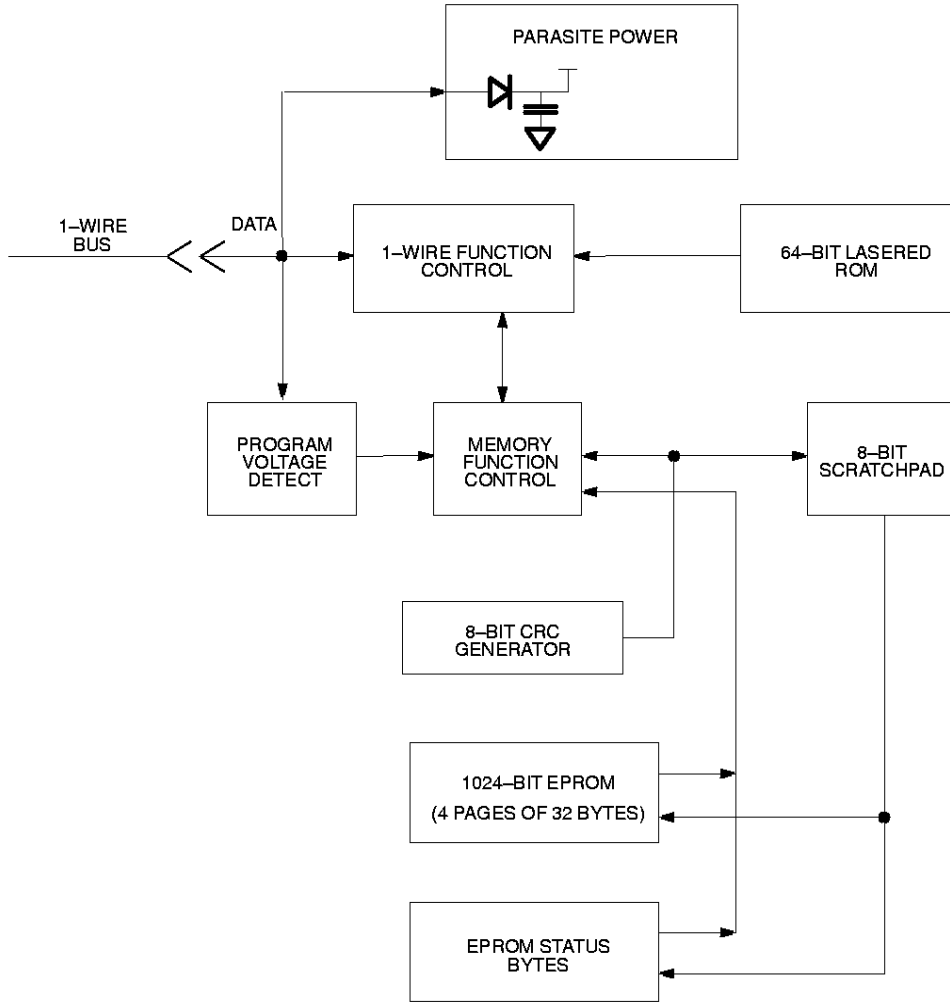 PARASITE POWER
1–WIRE
BUS
DATA
1–WIRE FUNCTION
CONTROL
64–BIT LASERED
ROM
PROGRAM
VOLTAGE
DETECT
MEMORY
FUNCTION
CONTROL
8–BIT
SCRATCHPAD
8–BIT CRC
GENERATOR
1024–BIT EPROM
(4 PAGES OF 32 BYTES)
EPROM STATUS
BYTES